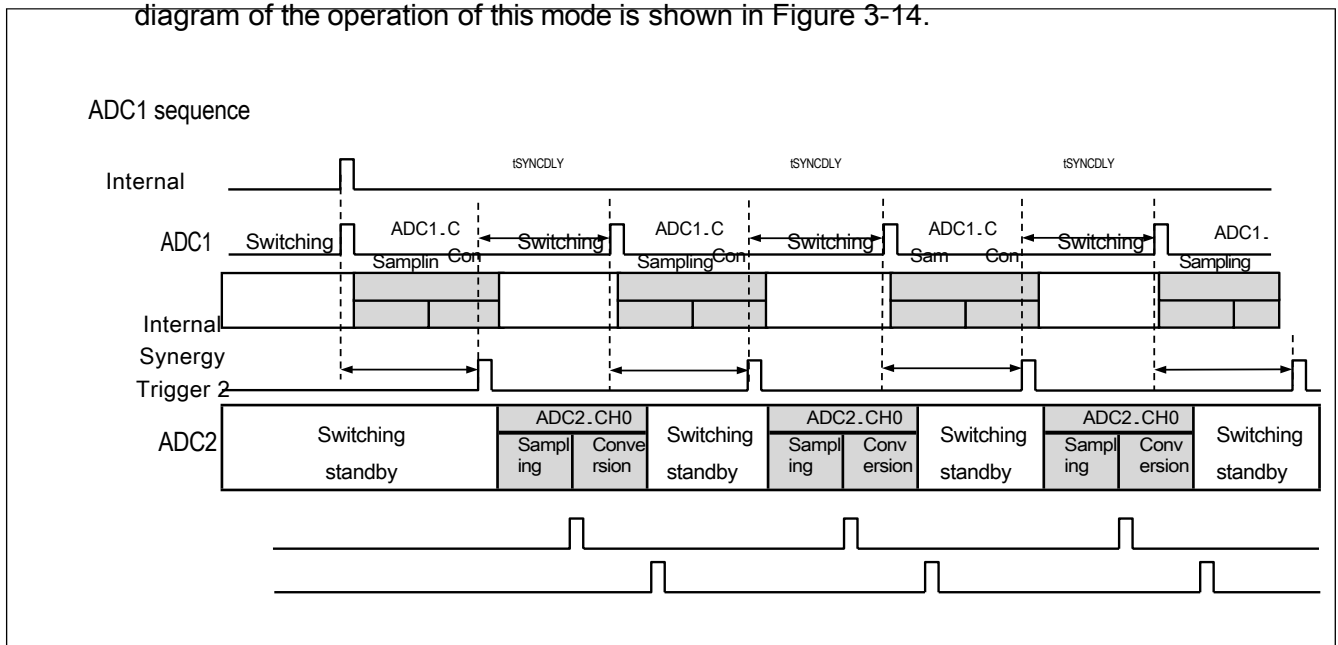 diagram of the operation of this mode is shown in Figure 3-14.
ADC1 sequence
Internal
tSYNCDLY
tSYNCDLY
tSYNCDLY
ADC1
Switching
ADC1.C
Switching
ADC1.C
Switching
ADC1.C
Switching
ADC1.
Samplin
Con
Sampling
Con
Sam
Con
Sampling
Internal
Synergy
Trigger 2
ADC2
Switching
standby
ADC2.CH0
Sampl
ing
Conve
rsion
Switching
standby
ADC2.CH0
Sampl
ing
Conv
ersion
Switching
standby
ADC2.CH0
Sampl
ing
Conv
ersion
Switching
standby